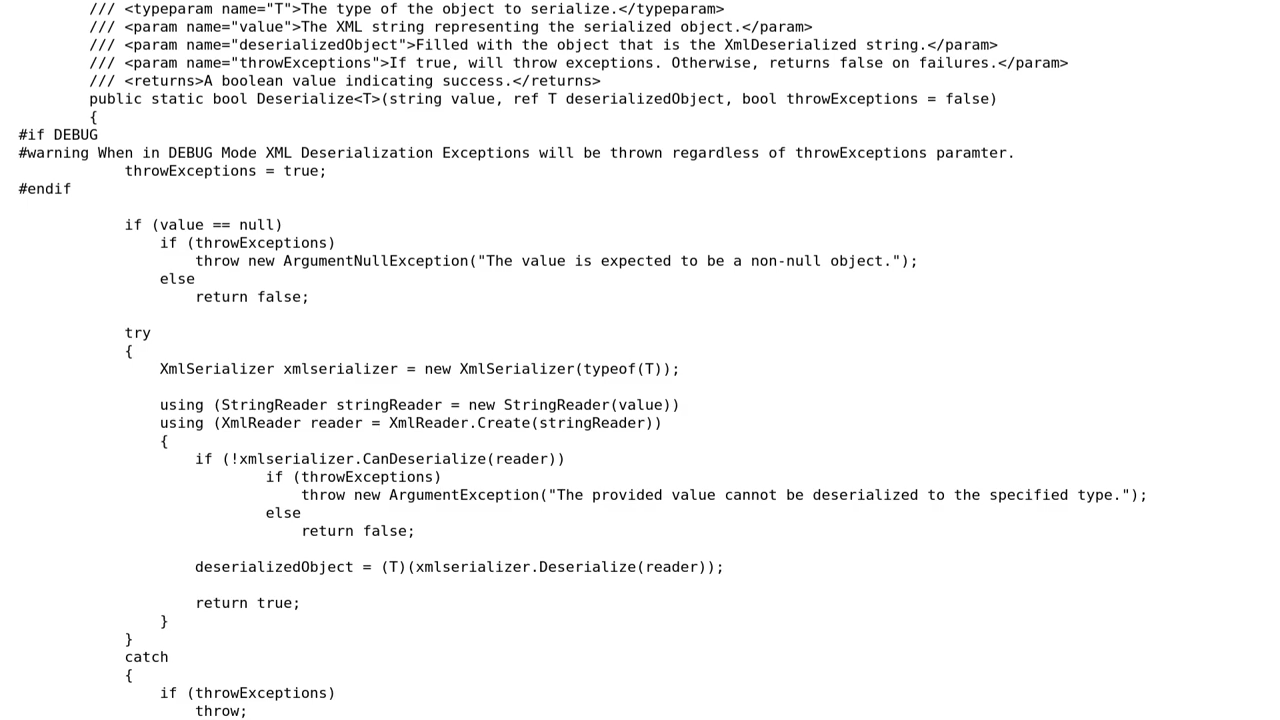 /// <typeparam name="T">The type of the object to serialize.</typeparam>
/// <param name="value">The XML string representing the serialized object.</param>
/// <param name="deserializedObject">Filled with the object that is the XmlDeserialized string.</param>
/// <param name="throwExceptions">If true, will throw exceptions. Otherwise, returns false on failures.</param>
/// <returns>A boolean value indicating success.</returns>
public static bool Deserialize<T>(string value, ref T deserializedObject, bool throwExceptions = false)
{
#if DEBUG
#warning When in DEBUG Mode XML Deserialization Exceptions will be thrown regardless of throwExceptions paramter.
throwExceptions = true;
#endif
if (value == null)
if (throwExceptions)
throw new ArgumentNullException("The value is expected to be a non-null object.");
else
return false;
try
{
XmlSerializer xmlserializer = new XmlSerializer(typeof(T));
using (StringReader stringReader = new StringReader(value))
using (XmlReader reader = XmlReader.Create(stringReader))
{
if (!xmlserializer.CanDeserialize(reader))
if (throwExceptions)
throw new ArgumentException("The provided value cannot be deserialized to the specified type.");
else
return false;
deserializedObject = (T)(xmlserializer.Deserialize(reader));
return true;
}
}
catch
{
if (throwExceptions)
throw;